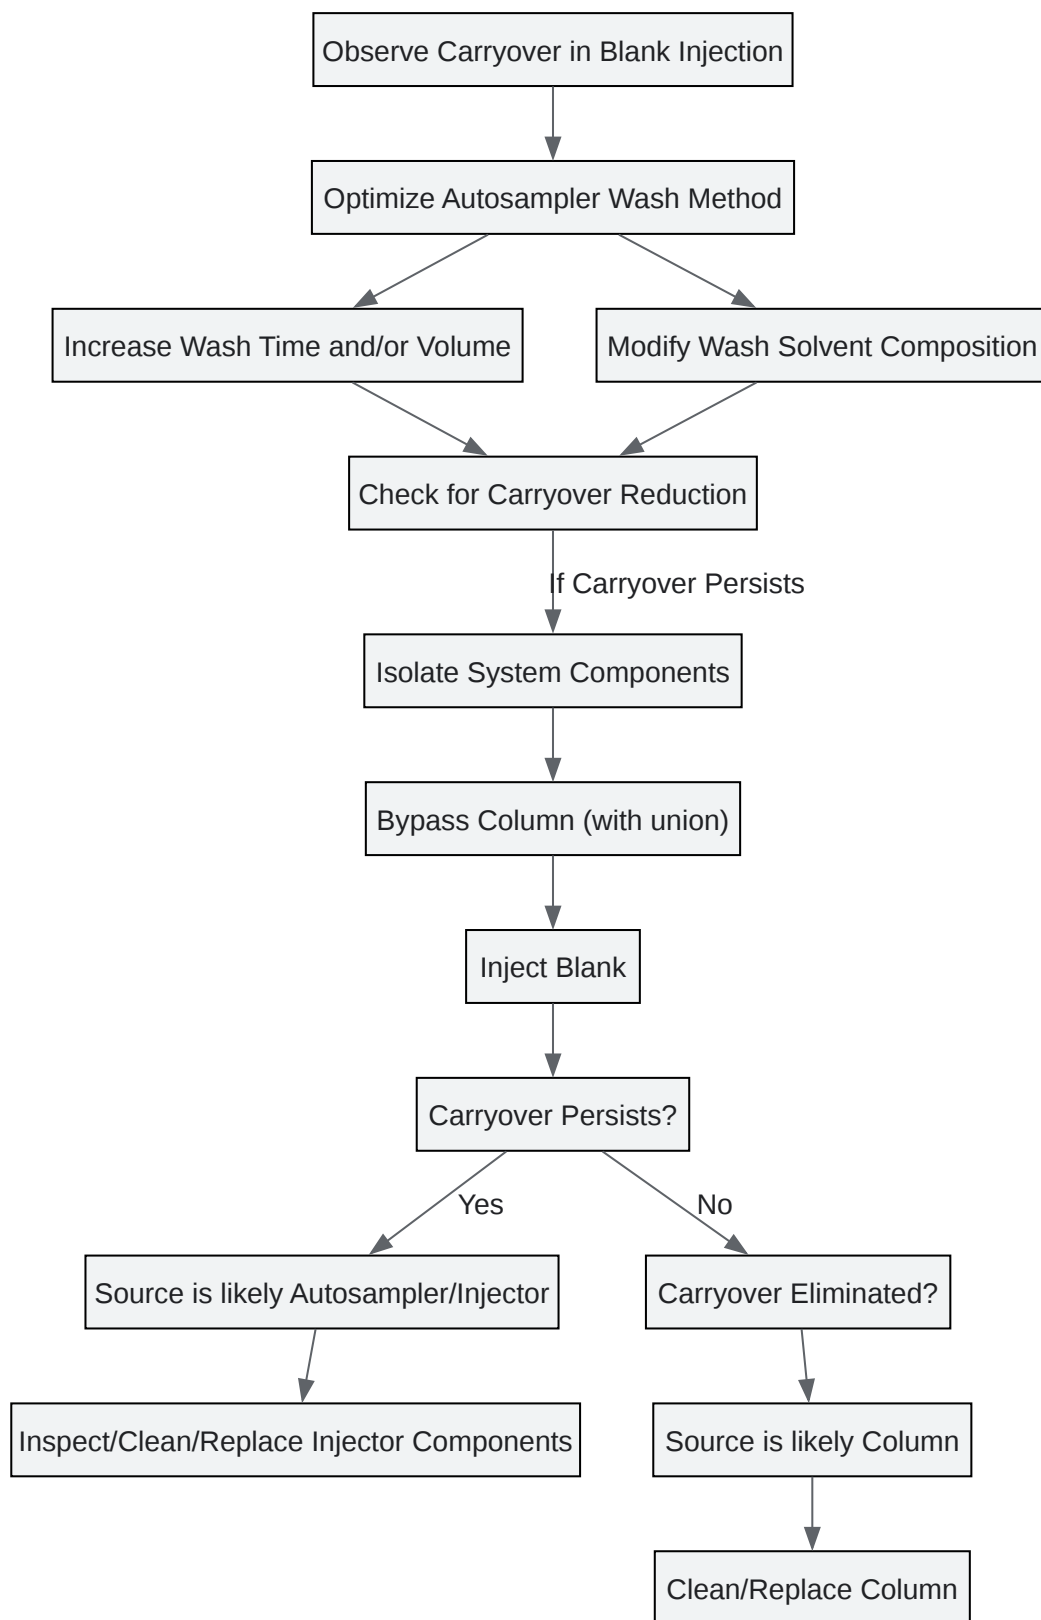 Observe Carryover in Blank Injection
Optimize Autosampler Wash Method
Increase Wash Time and/or Volume
Modify Wash Solvent Composition
Check for Carryover Reduction
If Carryover Persists
Isolate System Components
Bypass Column (with union)
Inject Blank
Carryover Persists?
Yes
No
Source is likely Autosampler/Injector
Carryover Eliminated?
Inspect/Clean/Replace Injector Components
Source is likely Column
Clean/Replace Column